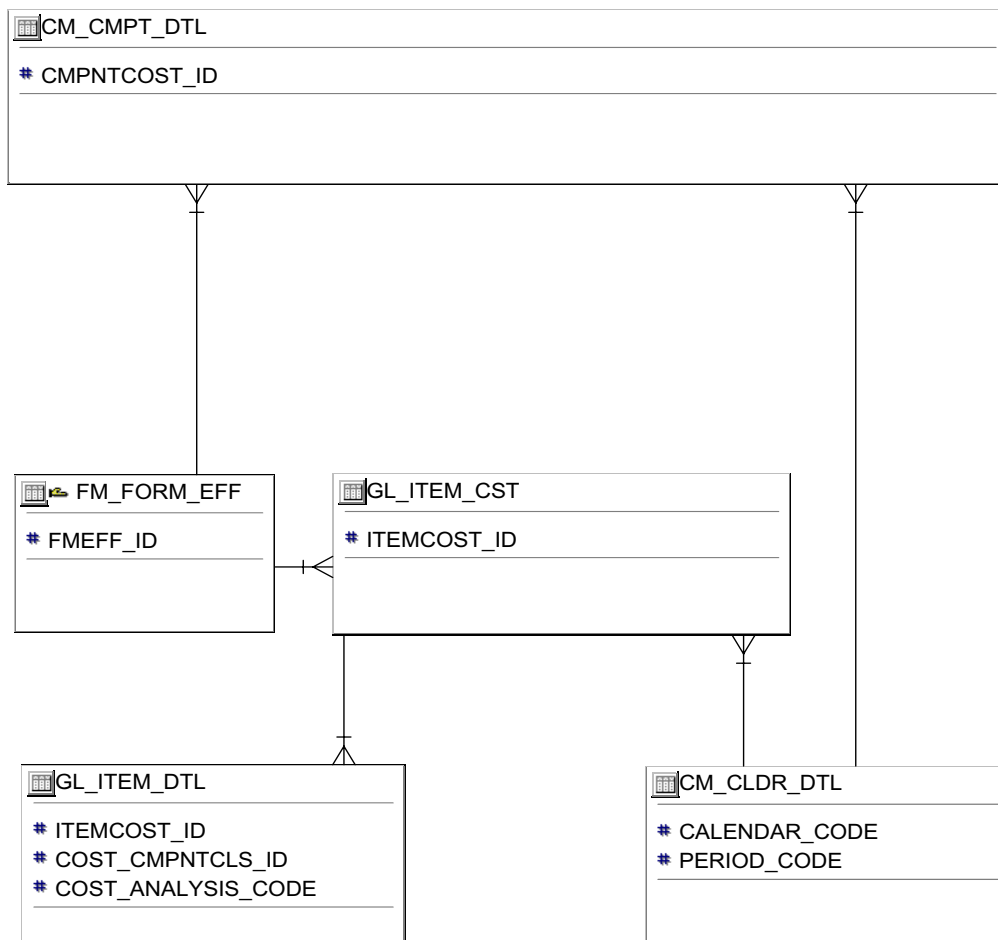 CM_CMPT_DTL
# CMPNTCOST_ID
FM_FORM_EFF
# FMEFF_ID
GL_ITEM_CST
# ITEMCOST_ID
GL_ITEM_DTL
# ITEMCOST_ID
# COST_CMPNTCLS_ID
# COST_ANALYSIS_CODE
CM_CLDR_DTL
# CALENDAR_CODE
# PERIOD_CODE